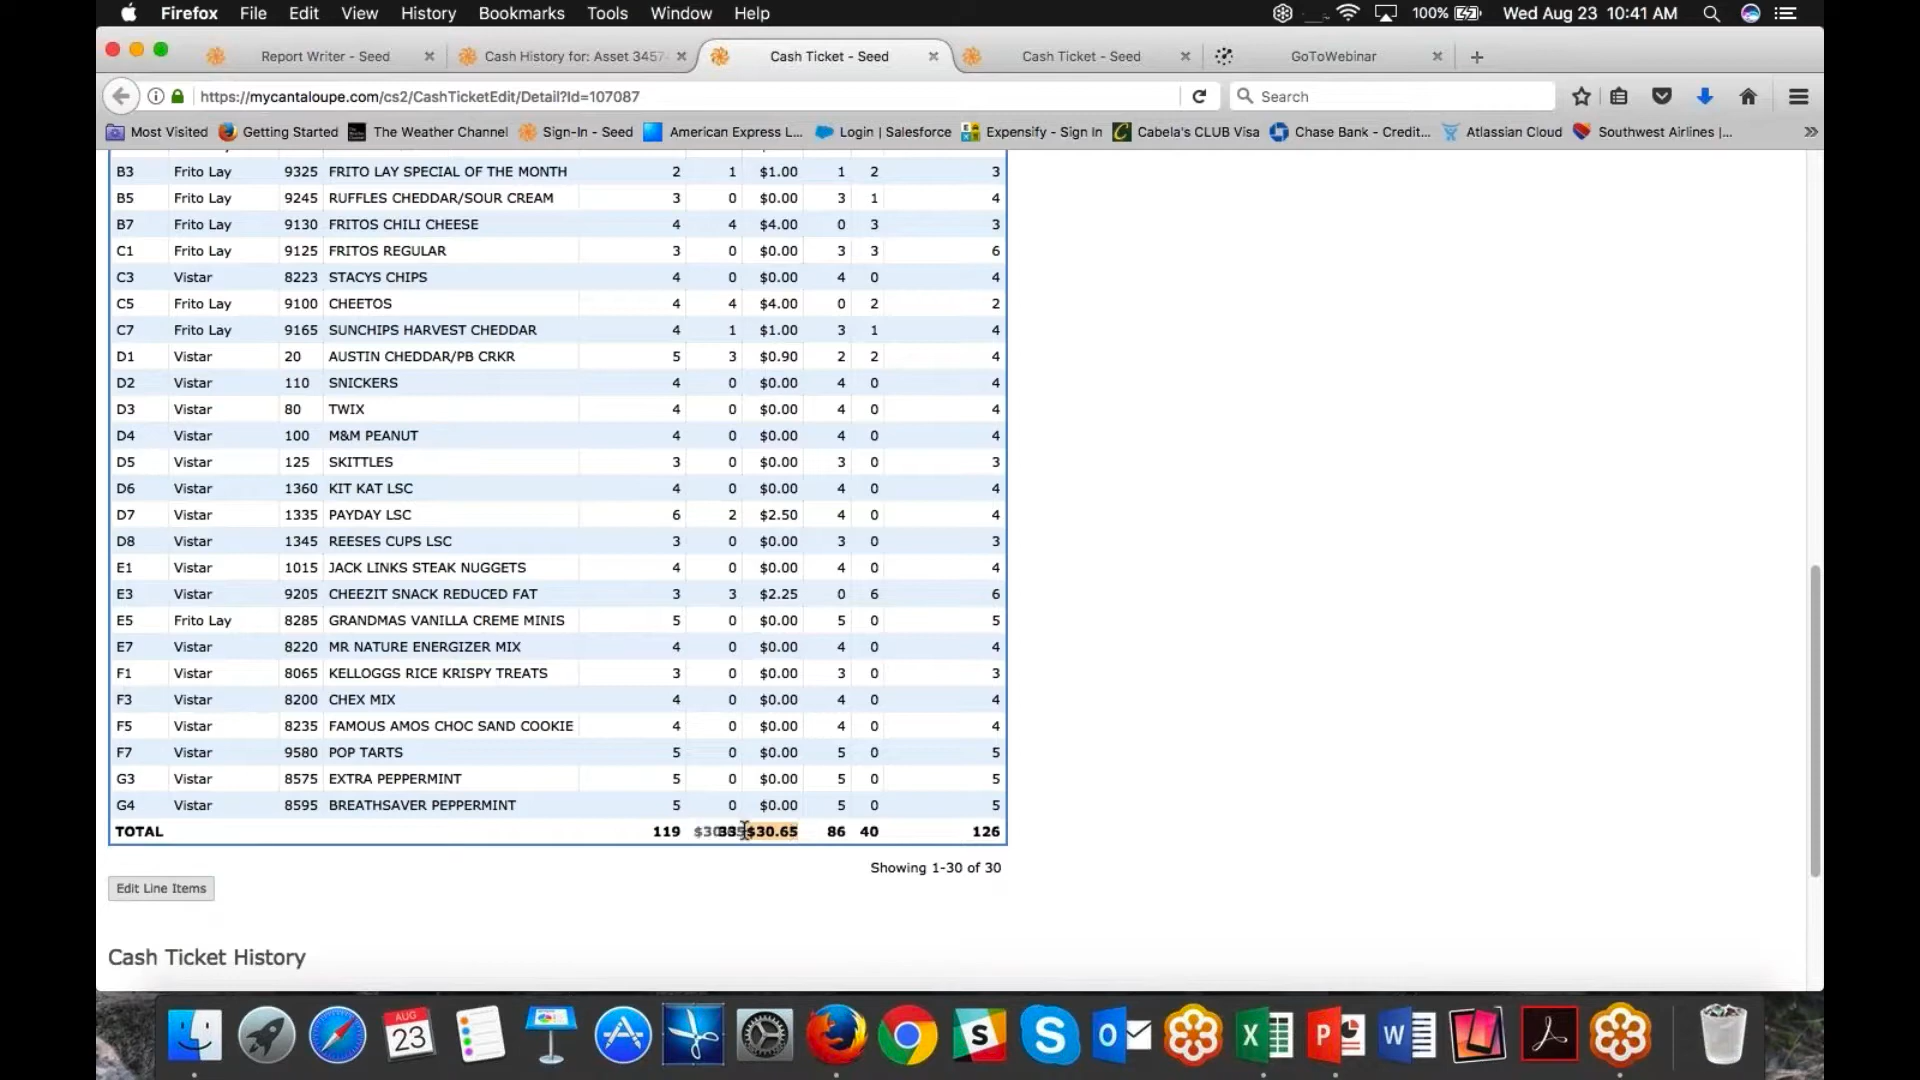 Firefox File Edit View History Bookmarks Tools Window Help 100% Wed Aug 23 10:41 AM
Report Writer - Seed Cash History for: Asset 3457 Cash Ticket - Seed Cash Ticket - Seed GoToWebinar
https://mycantaloupe.com/cs2/CashTicketEdit/Detail?Id=107087 Search
Most Visited Getting Started The Weather Channel Sign-In - Seed American Express L... Login | Salesforce Expensify - Sign In Cabela's CLUB Visa Chase Bank - Credit... Atlassian Cloud Southwest Airlines |...
B3 Frito Lay 9325 FRITO LAY SPECIAL OF THE MONTH 2 1 $1.00 1 2 3
B5 Frito Lay 9245 RUFFLES CHEDDAR/SOUR CREAM 3 0 $0.00 3 1 4
B7 Frito Lay 9130 FRITOS CHILI CHEESE 4 4 $4.00 0 3 3
C1 Frito Lay 9125 FRITOS REGULAR 3 0 $0.00 3 3 6
C3 Vistar 8223 STACYS CHIPS 4 0 $0.00 4 0 4
C5 Frito Lay 9100 CHEETOS 4 4 $4.00 0 2 2
C7 Frito Lay 9165 SUNCHIPS HARVEST CHEDDAR 4 1 $1.00 3 1 4
D1 Vistar 20 AUSTIN CHEDDAR/PB CRKR 5 3 $0.90 2 2 4
D2 Vistar 110 SNICKERS 4 0 $0.00 4 0 4
D3 Vistar 80 TWIX 4 0 $0.00 4 0 4
D4 Vistar 100 M&M PEANUT 4 0 $0.00 4 0 4
D5 Vistar 125 SKITTLES 3 0 $0.00 3 0 3
D6 Vistar 1360 KIT KAT LSC 4 0 $0.00 4 0 4
D7 Vistar 1335 PAYDAY LSC 6 2 $2.50 4 0 4
D8 Vistar 1345 REESES CUPS LSC 3 0 $0.00 3 0 3
E1 Vistar 1015 JACK LINKS STEAK NUGGETS 4 0 $0.00 4 0 4
E3 Vistar 9205 CHEEZIT SNACK REDUCED FAT 3 3 $2.25 0 6 6
E5 Frito Lay 8285 GRANDMAS VANILLA CREME MINIS 5 0 $0.00 5 0 5
E7 Vistar 8220 MR NATURE ENERGIZER MIX 4 0 $0.00 4 0 4
F1 Vistar 8065 KELLOGGS RICE KRISPY TREATS 3 0 $0.00 3 0 3
F3 Vistar 8200 CHEX MIX 4 0 $0.00 4 0 4
F5 Vistar 8235 FAMOUS AMOS CHOC SAND COOKIE 4 0 $0.00 4 0 4
F7 Vistar 9580 POP TARTS 5 0 $0.00 5 0 5
G3 Vistar 8575 EXTRA PEPPERMINT 5 0 $0.00 5 0 5
G4 Vistar 8595 BREATHSAVER PEPPERMINT 5 0 $0.00 5 0 5
TOTAL 119 33 $30.65 86 40 126
Showing 1-30 of 30
Edit Line Items
Cash Ticket History
AUG
23